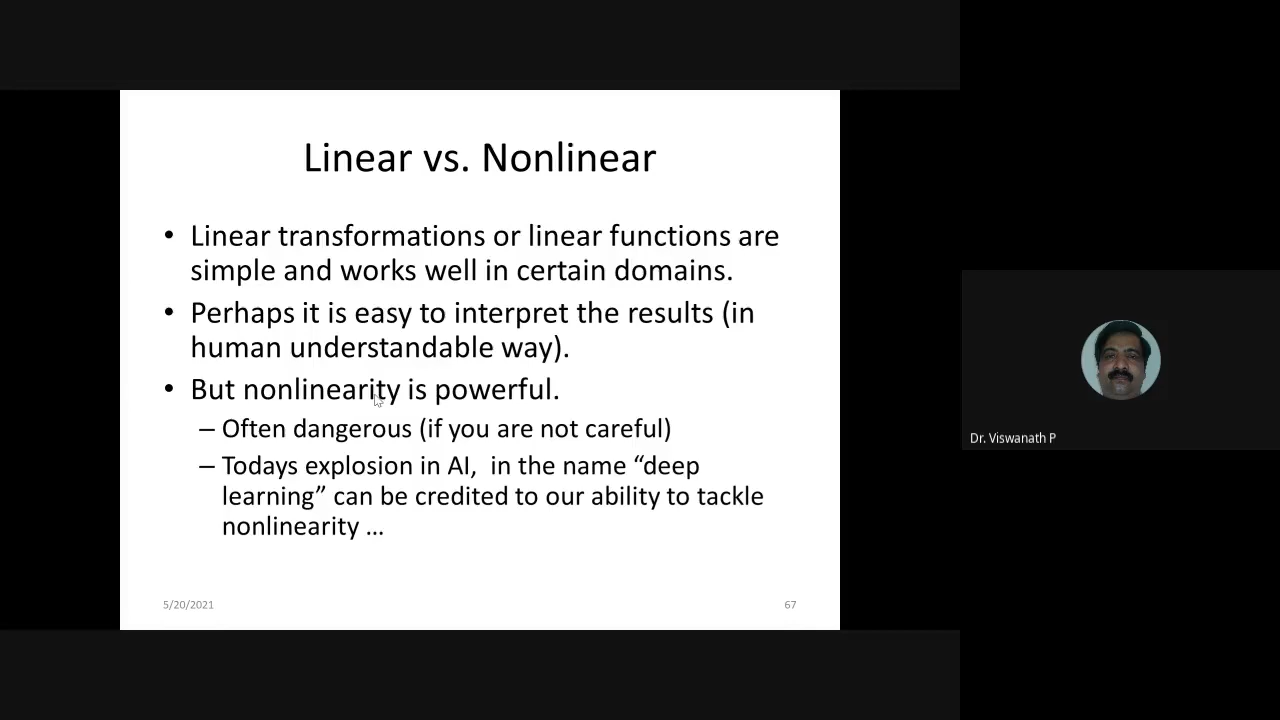 Linear vs. Nonlinear
• Linear transformations or linear functions are
simple and works well in certain domains.
• Perhaps it is easy to interpret the results (in
human understandable way).
• But nonlinearity is powerful.
– Often dangerous (if you are not careful)
– Todays explosion in AI,  in the name “deep
learning” can be credited to our ability to tackle
nonlinearity ...
5/20/2021
67
Dr. Viswanath P